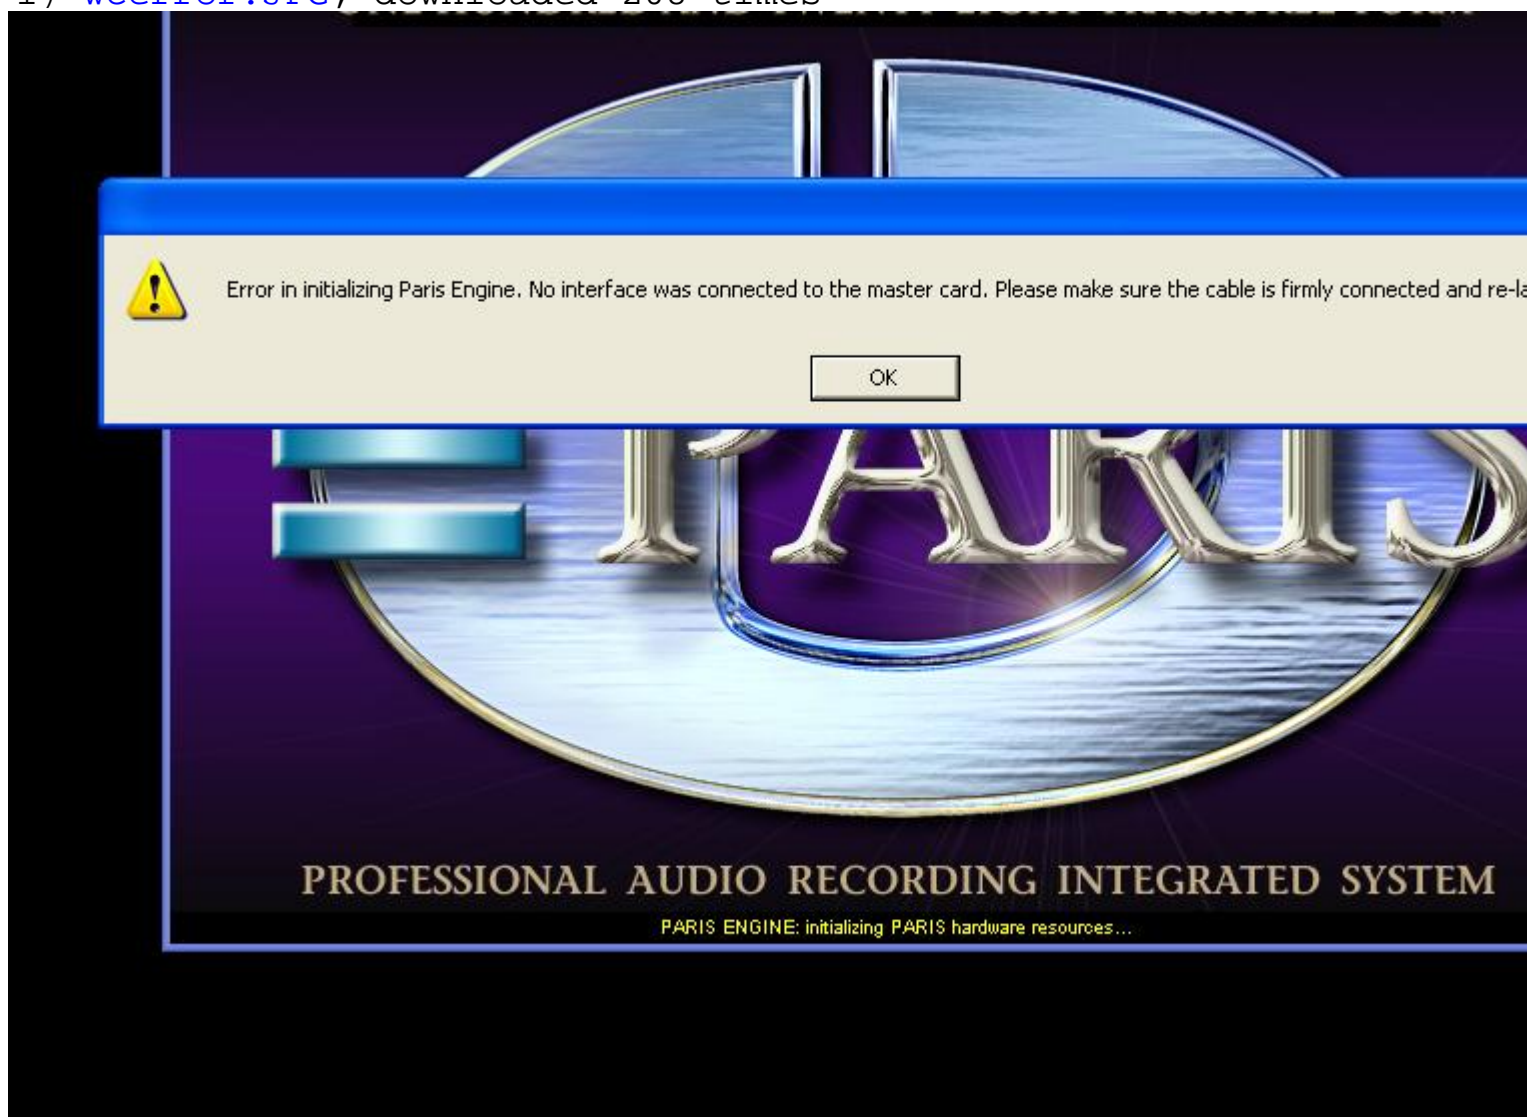 Error in initializing Paris Engine. No interface was connected to the master card. Please make sure the cable is firmly connected and re-la
OK
PARIS
PROFESSIONAL AUDIO RECORDING INTEGRATED SYSTEM
PARIS ENGINE: initializing PARIS hardware resources...